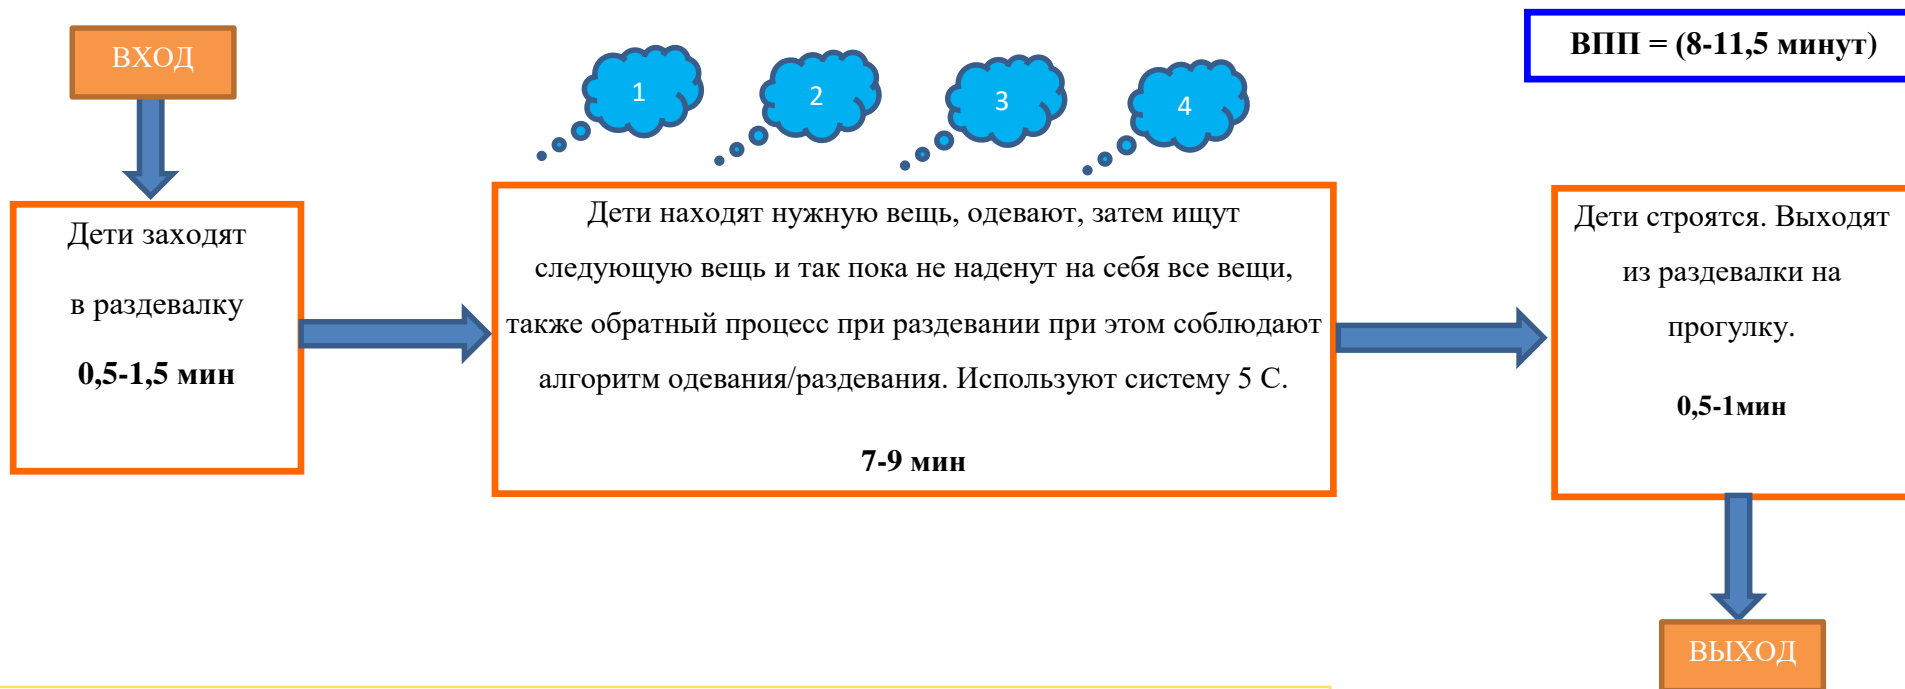 ВХОД
1
2
3
4
ВПП = (8-11,5 минут)
Дети заходят
в раздевалку
0,5-1,5 мин
Дети находят нужную вещь, одевают, затем ищут
следующую вещь и так пока не наденут на себя все вещи,
также обратный процесс при раздевании при этом соблюдают
алгоритм одевания/раздевания. Используют систему 5 С.
7-9 мин
Дети строятся. Выходят
из раздевалки на
прогулку.
0,5-1мин
ВЫХОД